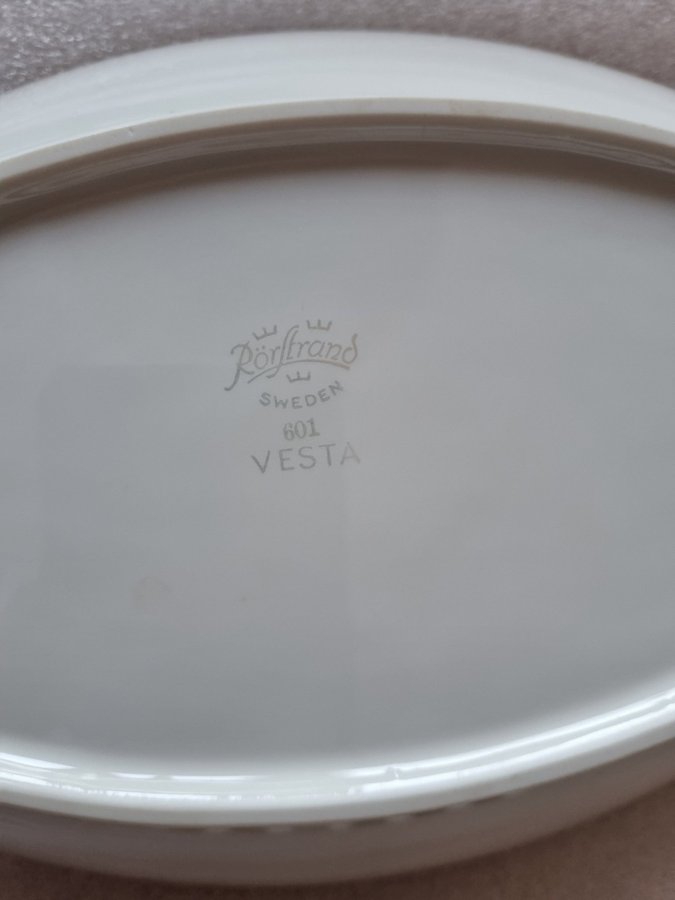 Rörstrand
SWEDEN
601
VESTA